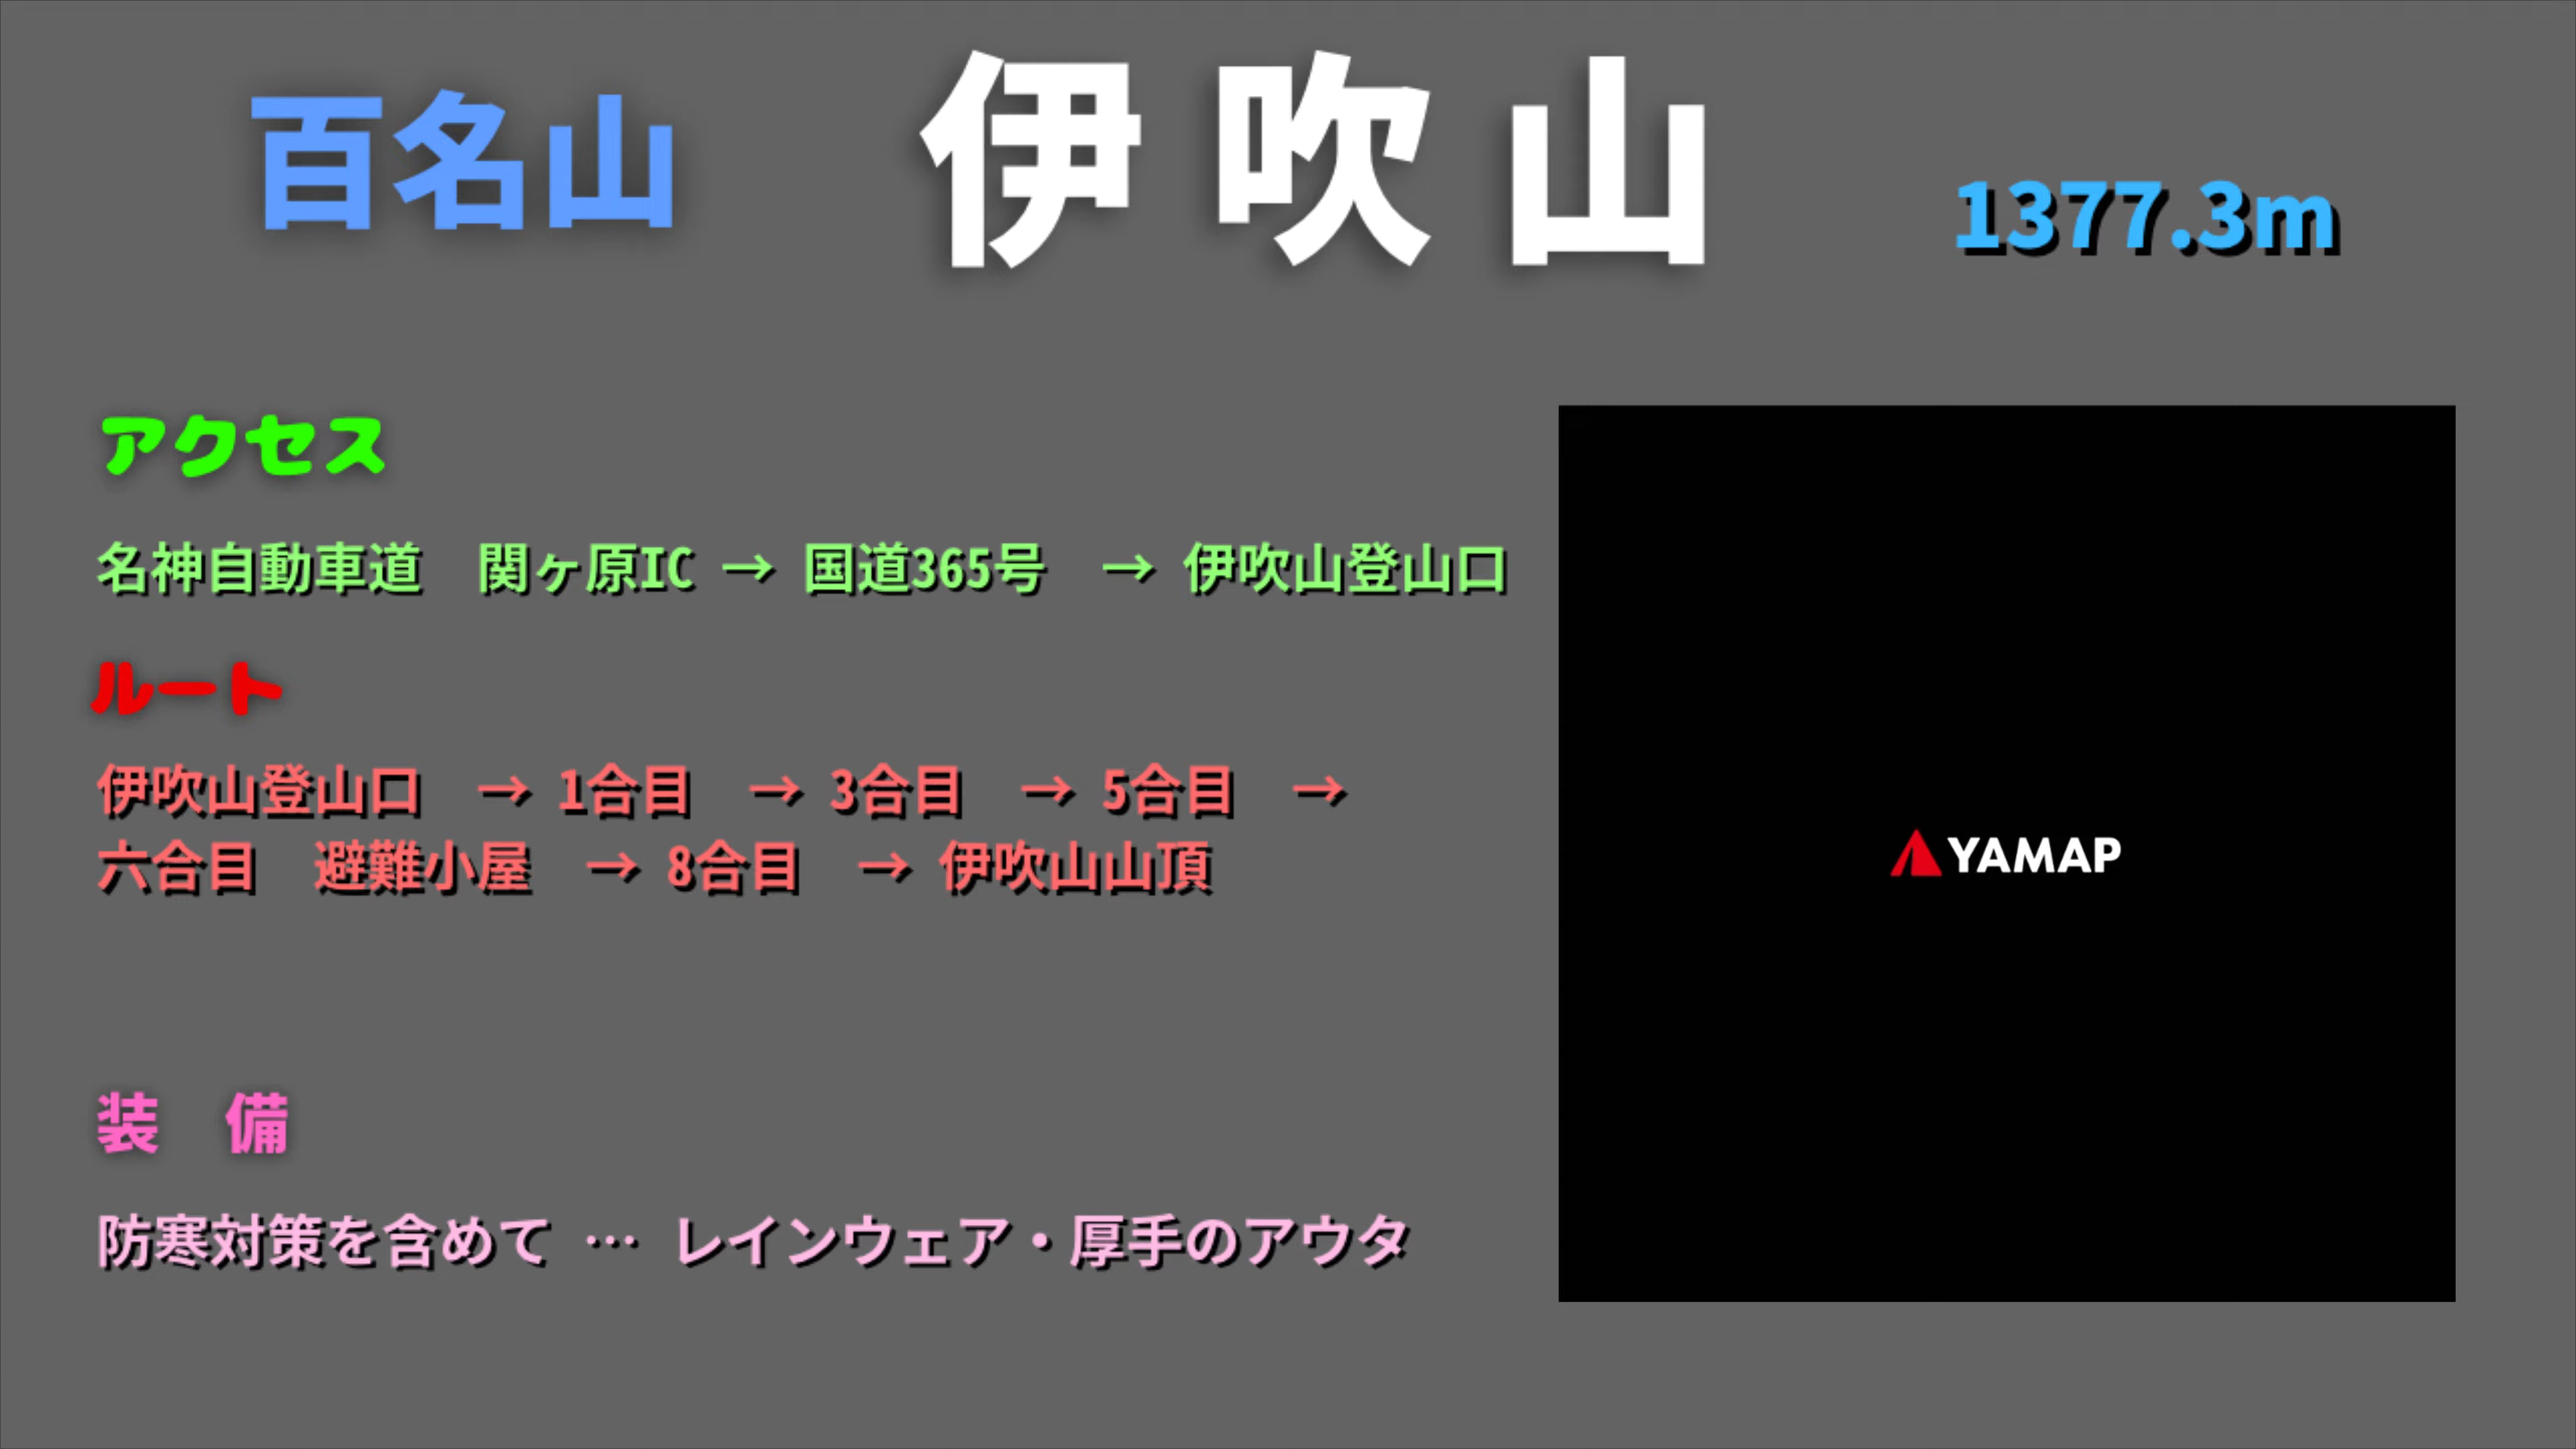 百名山　伊吹山　1377.3m
アクセス
名神自動車道　関ヶ原IC → 国道365号　→ 伊吹山登山口
ルート
伊吹山登山口　→ 1合目　→ 3合目　→ 5合目　→
六合目　避難小屋　→ 8合目　→ 伊吹山山頂
YAMAP
装　備
防寒対策を含めて … レインウェア・厚手のアウタ